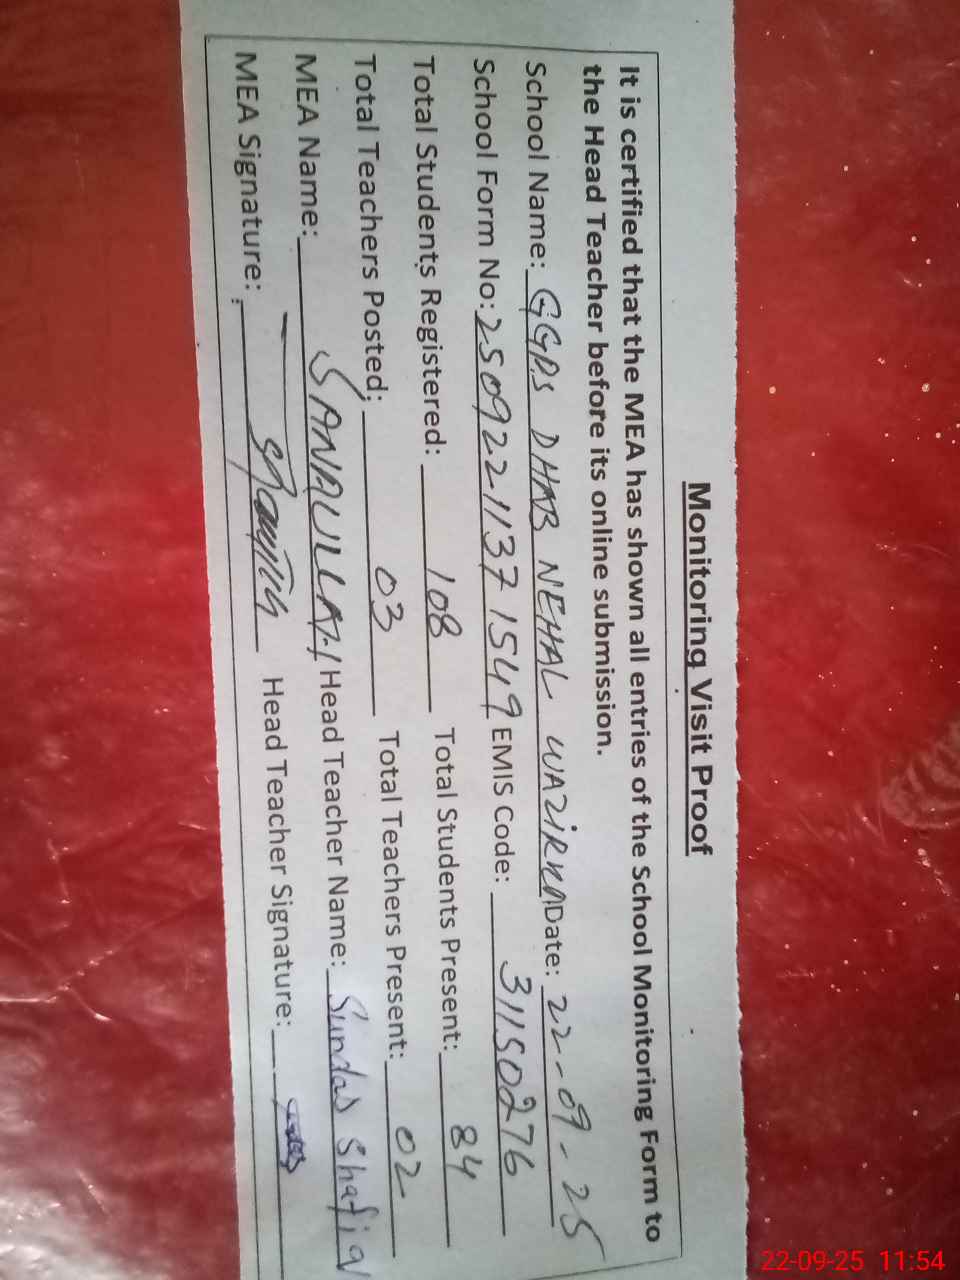 Monitoring Visit Proof
It is certified that the MEA has shown all entries of the School Monitoring Form to
the Head Teacher before its online submission.
School Name: GGPS DHAB NEHAL WAZIRKA Date: 22-09-25
School Form No: 25092211371549 EMIS Code: 31150276
Total Students Registered: 108 Total Students Present: 84
Total Teachers Posted: 03 Total Teachers Present: 02
MEA Name: SANAULLAH Head Teacher Name: Sundas Shafiq
MEA Signature: Head Teacher Signature:
22-09-25 11:54